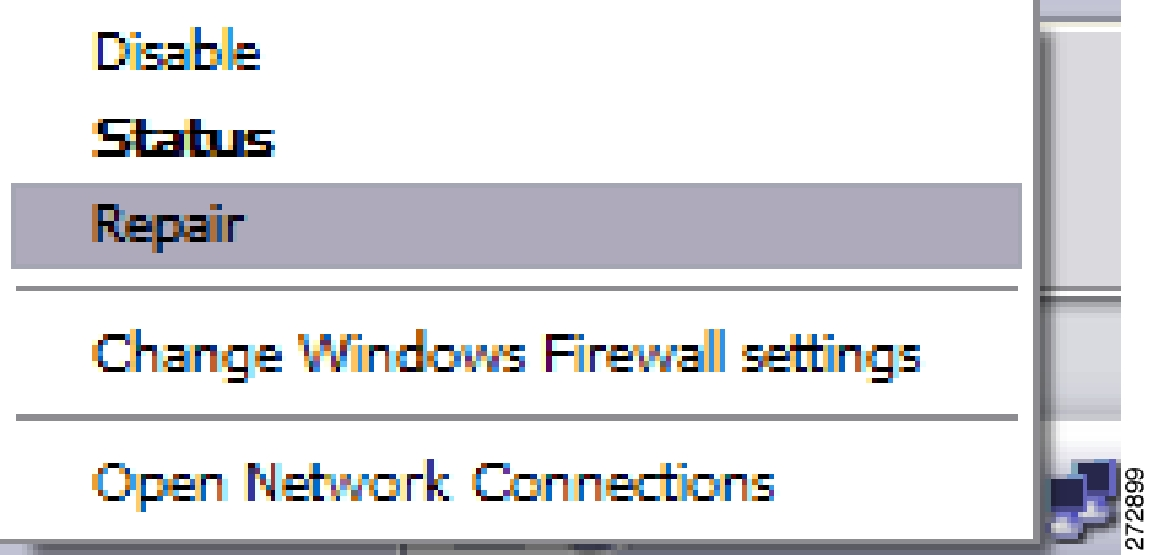 Disable
Status
Repair
Change Windows Firewall settings
Open Network Connections
272899